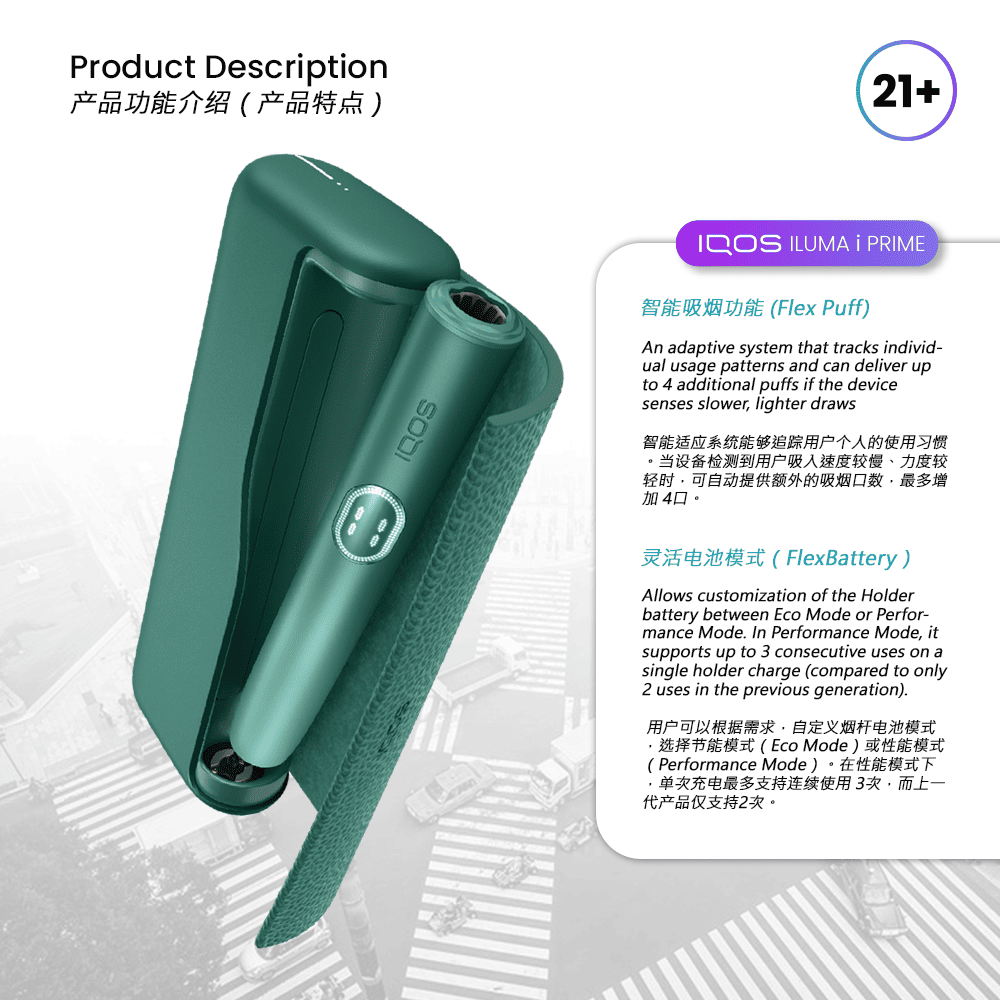 Product Description
产品功能介绍（产品特点）
21+
IQOS ILUMA i PRIME
IQOS
智能吸烟功能 (Flex Puff)
An adaptive system that tracks individ-
ual usage patterns and can deliver up
to 4 additional puffs if the device
senses slower, lighter draws
智能适应系统能够追踪用户个人的使用习惯
。当设备检测到用户吸入速度较慢、力度较
轻时，可自动提供额外的吸烟口数，最多增
加 4口。
灵活电池模式（FlexBattery）
Allows customization of the Holder
battery between Eco Mode or Perfor-
mance Mode. In Performance Mode, it
supports up to 3 consecutive uses on a
single holder charge (compared to only
2 uses in the previous generation).
用户可以根据需求，自定义烟杆电池模式
，选择节能模式（Eco Mode）或性能模式
（Performance Mode）。在性能模式下
，单次充电最多支持连续使用 3次，而上一
代产品仅支持2次。